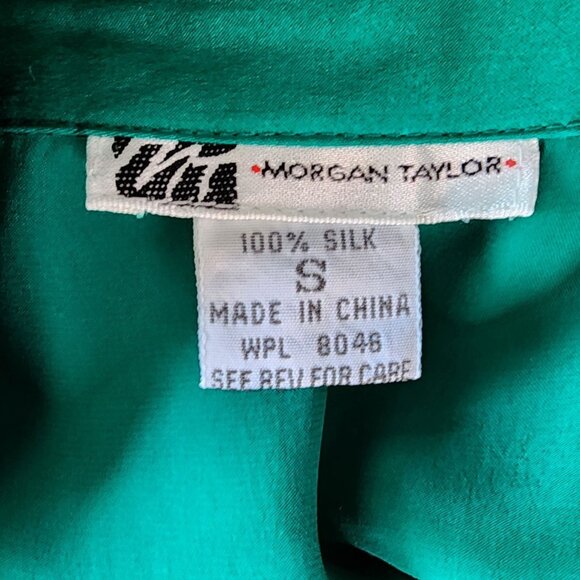 •MORGAN TAYLOR•
100% SILK
S
MADE IN CHINA
WPL 8046
SEE REV FOR CARE